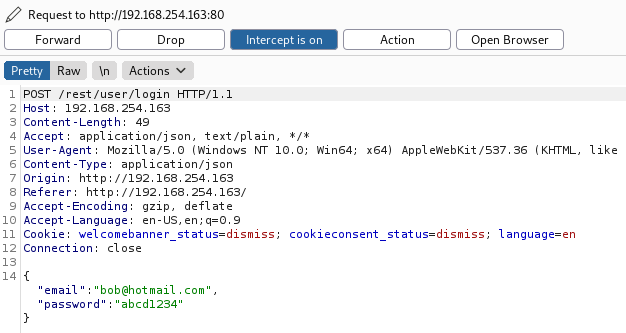 Request to http://192.168.254.163:80
Forward Drop Intercept is on Action Open Browser
Pretty Raw \n Actions
1 POST /rest/user/login HTTP/1.1
2 Host: 192.168.254.163
3 Content-Length: 49
4 Accept: application/json, text/plain, */*
5 User-Agent: Mozilla/5.0 (Windows NT 10.0; Win64; x64) AppleWebKit/537.36 (KHTML, like
6 Content-Type: application/json
7 Origin: http://192.168.254.163
8 Referer: http://192.168.254.163/
9 Accept-Encoding: gzip, deflate
10 Accept-Language: en-US,en;q=0.9
11 Cookie: welcomebanner_status=dismiss; cookieconsent_status=dismiss; language=en
12 Connection: close
13
14 {
"email":"bob@hotmail.com",
"password":"abcd1234"
}